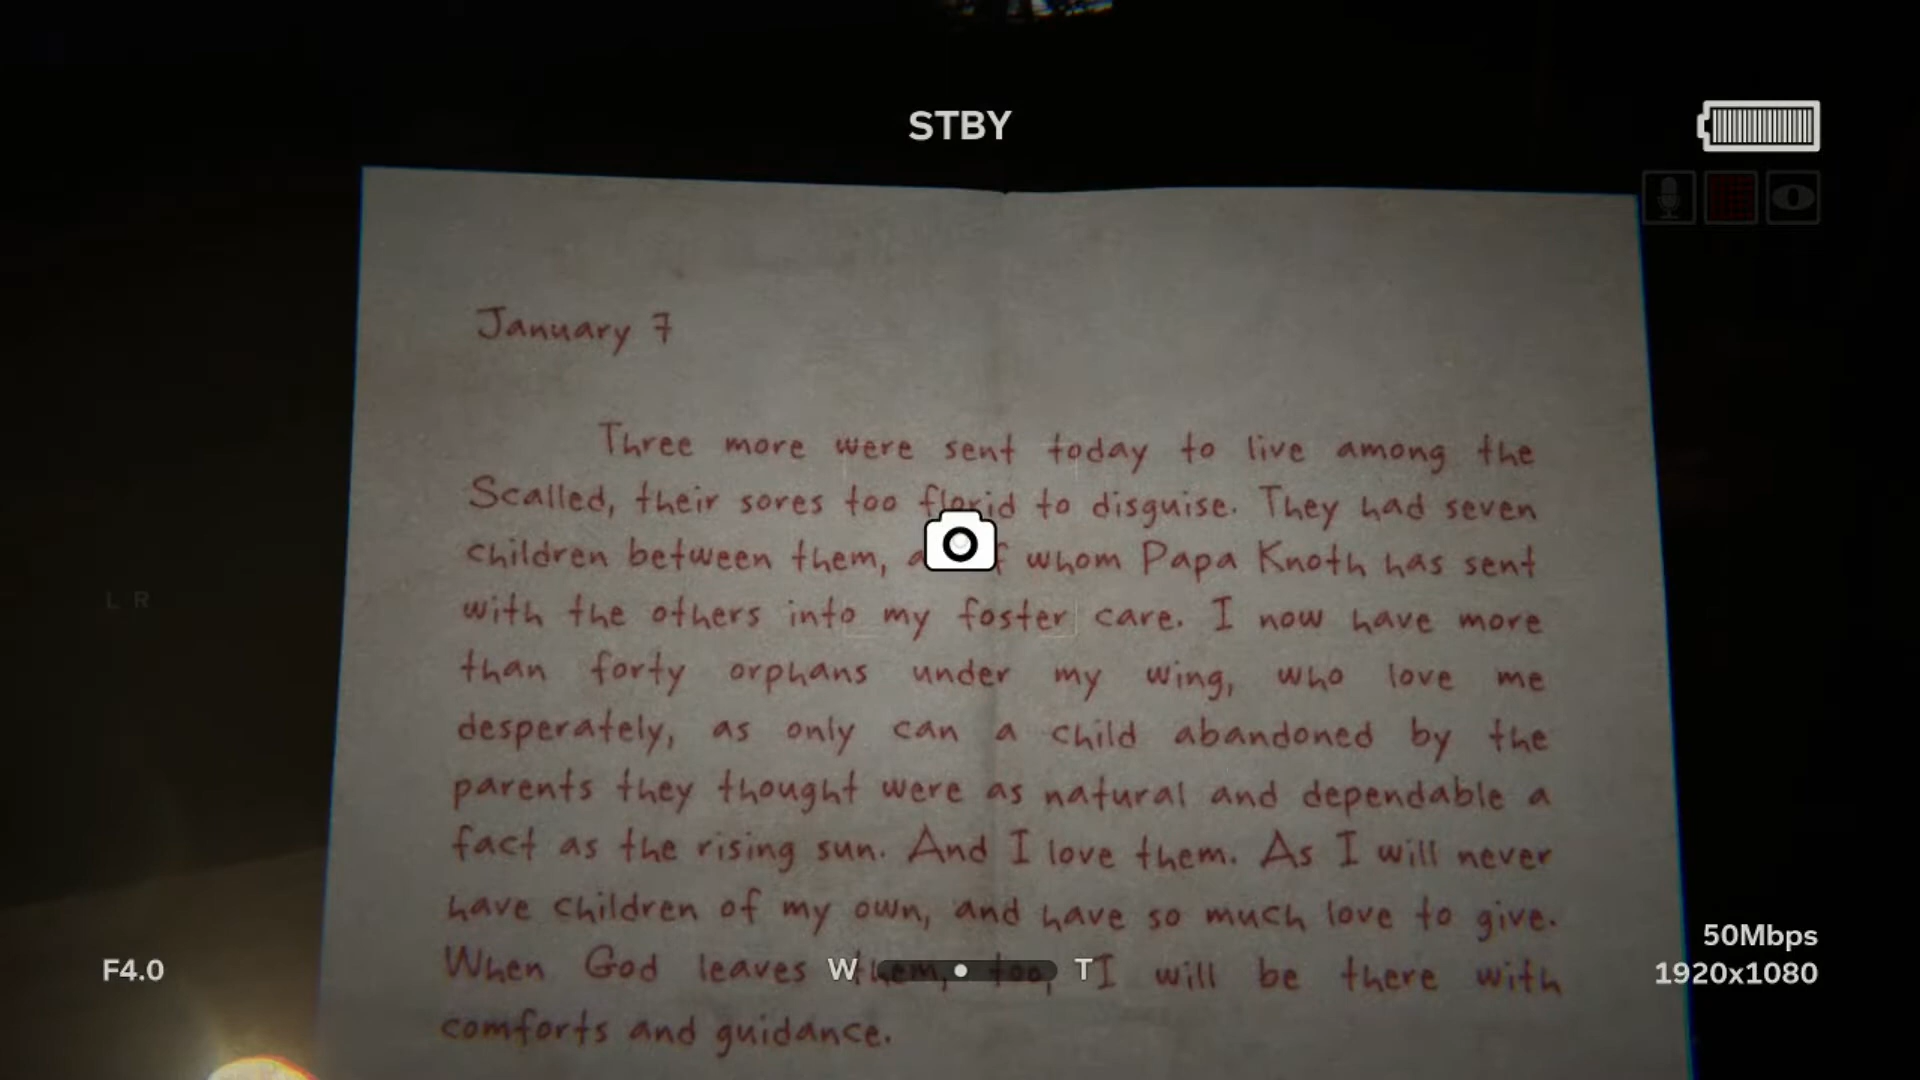 STBY
January 7
Three more were sent today to live among the
Scalled, their sores too florid to disguise. They had seven
children between them, whom Papa Knoth has sent
L R
with the others into my foster care. I now have more
than forty orphans under my wing, who love me
desperately, as only can a child abandoned by the
parents they thought were as natural and dependable a
fact as the rising sun. And I love them. As I will never
have children of my own, and have so much love to give.
When God leaves them, too, I will be there with
comforts and guidance.
F4.0
W T
50Mbps
1920x1080